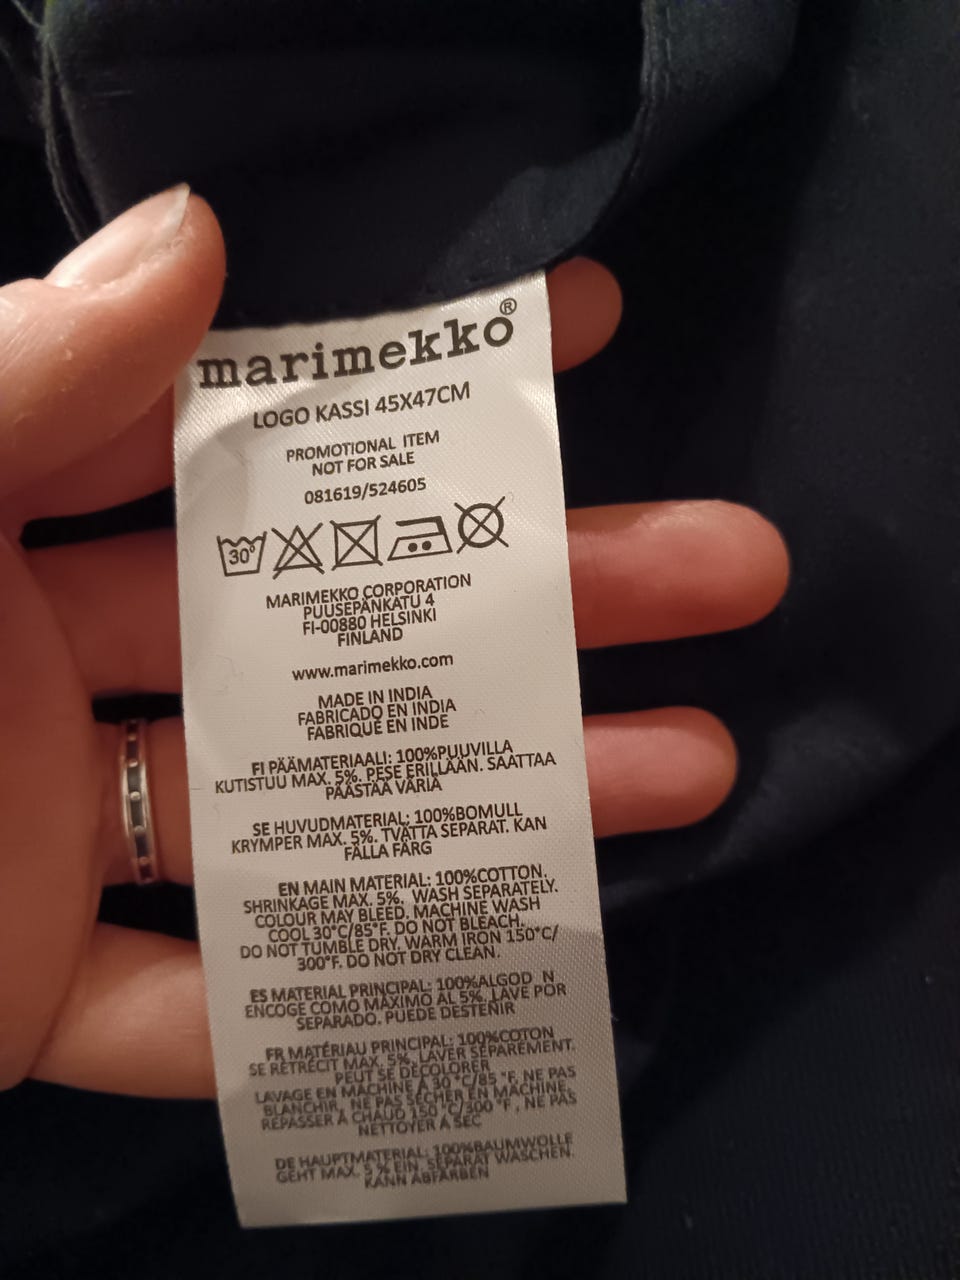 marimekko®
LOGO KASSI 45X47CM
PROMOTIONAL ITEM
NOT FOR SALE
081619/524605
30°
MARIMEKKO CORPORATION
PUUSEPÄNKATU 4
FI-00880 HELSINKI
FINLAND
www.marimekko.com
MADE IN INDIA
FABRICADO EN INDIA
FABRIQUÉ EN INDE
FI PÄÄMATERIAALI: 100%PUUVILLA
KUTISTUU MAX. 5%. PESE ERILLÄÄN. SAATTAA
PÄÄSTÄÄ VÄRIÄ
SE HUVUDMATERIAL: 100%BOMULL
KRYMPER MAX. 5%. TVÄTTA SEPARAT. KAN
FÄLLA FÄRG
EN MAIN MATERIAL: 100%COTTON.
SHRINKAGE MAX. 5%. WASH SEPARATELY.
COLOUR MAY BLEED. MACHINE WASH
COOL 30°C/85°F. DO NOT BLEACH.
DO NOT TUMBLE DRY. WARM IRON 150°C/
300°F. DO NOT DRY CLEAN.
ES MATERIAL PRINCIPAL: 100%ALGOD N
ENCOGE COMO MÁXIMO AL 5%. LAVE POR
SEPARADO. PUEDE DESTEÑIR
FR MATÉRIAU PRINCIPAL: 100%COTON
SE RÉTRÉCIT MAX. 5%. LAVER SÉPAREMENT.
PEUT SE DÉCOLORER
LAVAGE EN MACHINE À 30 °C/85 °F. NE PAS
BLANCHIR. NE PAS SÉCHER EN MACHINE.
REPASSER À CHAUD 150 °C/300 °F , NE PAS
NETTOYER À SEC
DE HAUPTMATERIAL: 100%BAUMWOLLE
GEHT MAX. 5 % EIN. SEPARAT WASCHEN.
KANN ABFÄRBEN